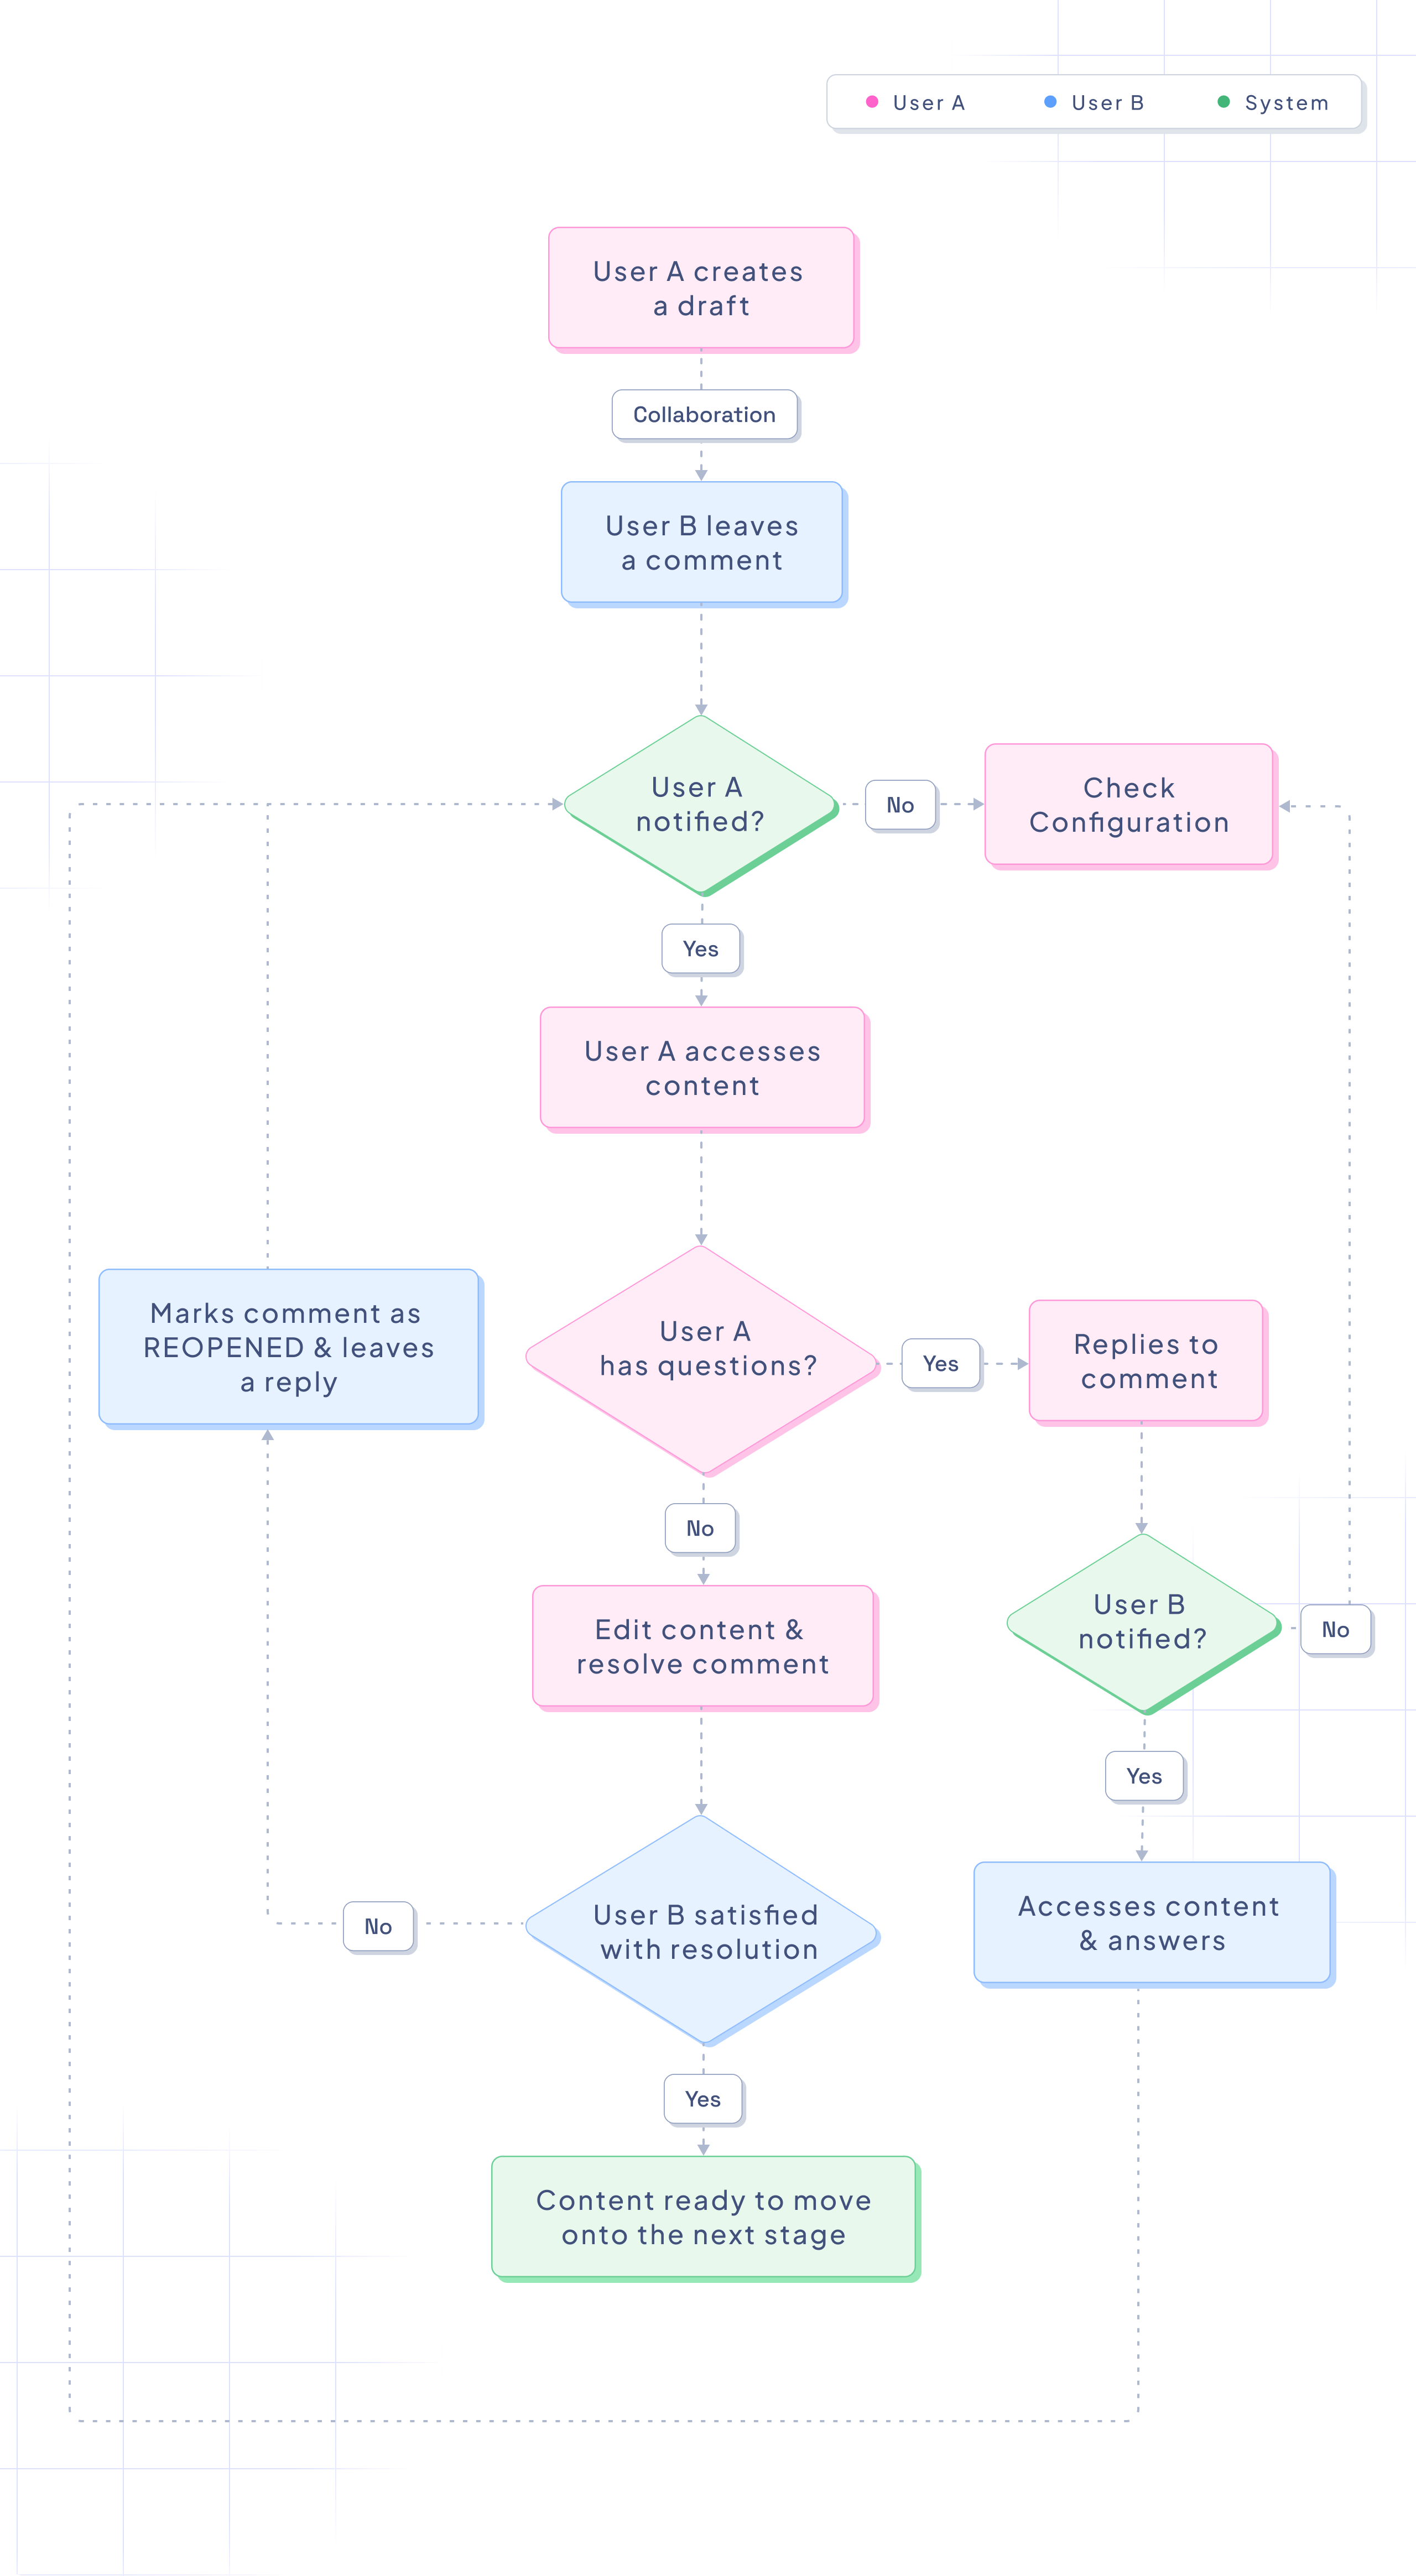 User A
User B
System
User A creates
a draft
Collaboration
User B leaves
a comment
User A
notified?
No
Check
Configuration
Yes
User A accesses
content
Marks comment as
REOPENED & leaves
a reply
User A
has questions?
Yes
Replies to
comment
No
Edit content &
resolve comment
User B
notified?
No
Yes
User B satisfied
with resolution
No
Accesses content
& answers
Yes
Content ready to move
onto the next stage